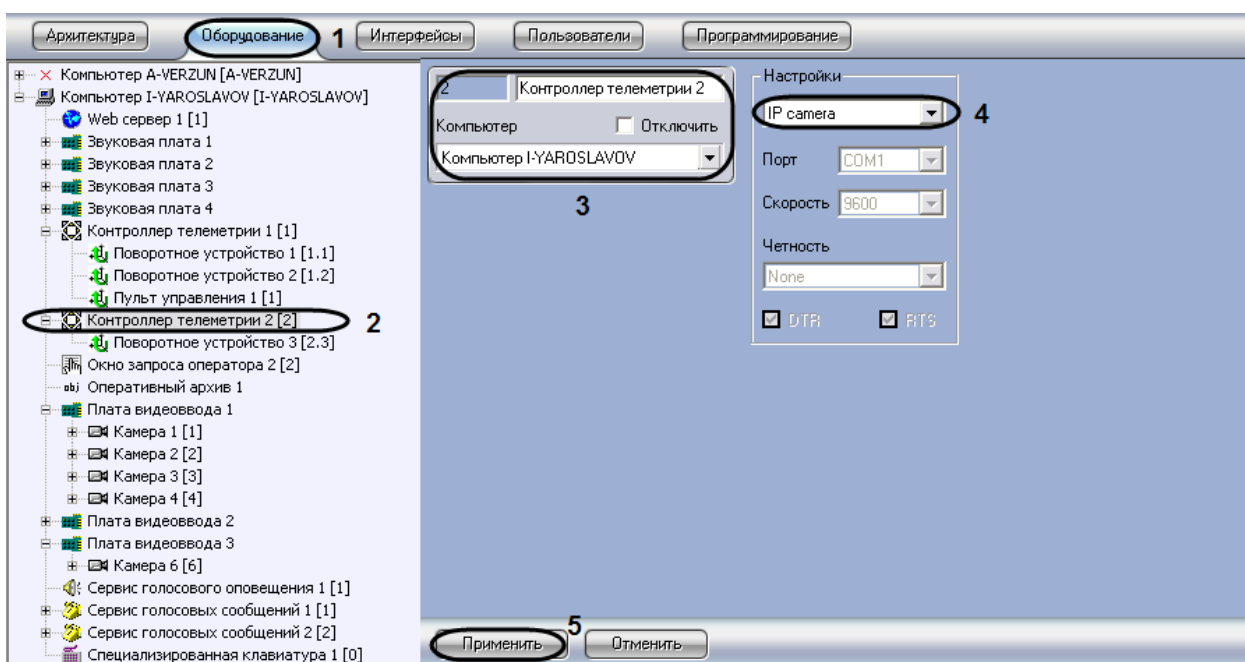 Архитектура Оборудование 1 Интерфейсы Пользователи Программирование
Компьютер A-VERZUN [A-VERZUN]
Компьютер I-YAROSLAVOV [I-YAROSLAVOV]
Web сервер 1 [1]
Звуковая плата 1
Звуковая плата 2
Звуковая плата 3
Звуковая плата 4
Контроллер телеметрии 1 [1]
Поворотное устройство 1 [1.1]
Поворотное устройство 2 [1.2]
Пульт управления 1 [1]
Контроллер телеметрии 2 [2] 2
Поворотное устройство 3 [2.3]
Окно запроса оператора 2 [2]
obj Оперативный архив 1
Плата видеоввода 1
Камера 1 [1]
Камера 2 [2]
Камера 3 [3]
Камера 4 [4]
Плата видеоввода 2
Плата видеоввода 3
Камера 6 [6]
Сервис голосового оповещения 1 [1]
Сервис голосовых сообщений 1 [1]
Сервис голосовых сообщений 2 [2]
Специализированная клавиатура 1 [0]
2 Контроллер телеметрии 2
Компьютер Отключить
Компьютер I-YAROSLAVOV
3
Настройки
IP camera 4
Порт COM1
Скорость 9600
Четность
None
DTR RTS
Применить 5 Отменить